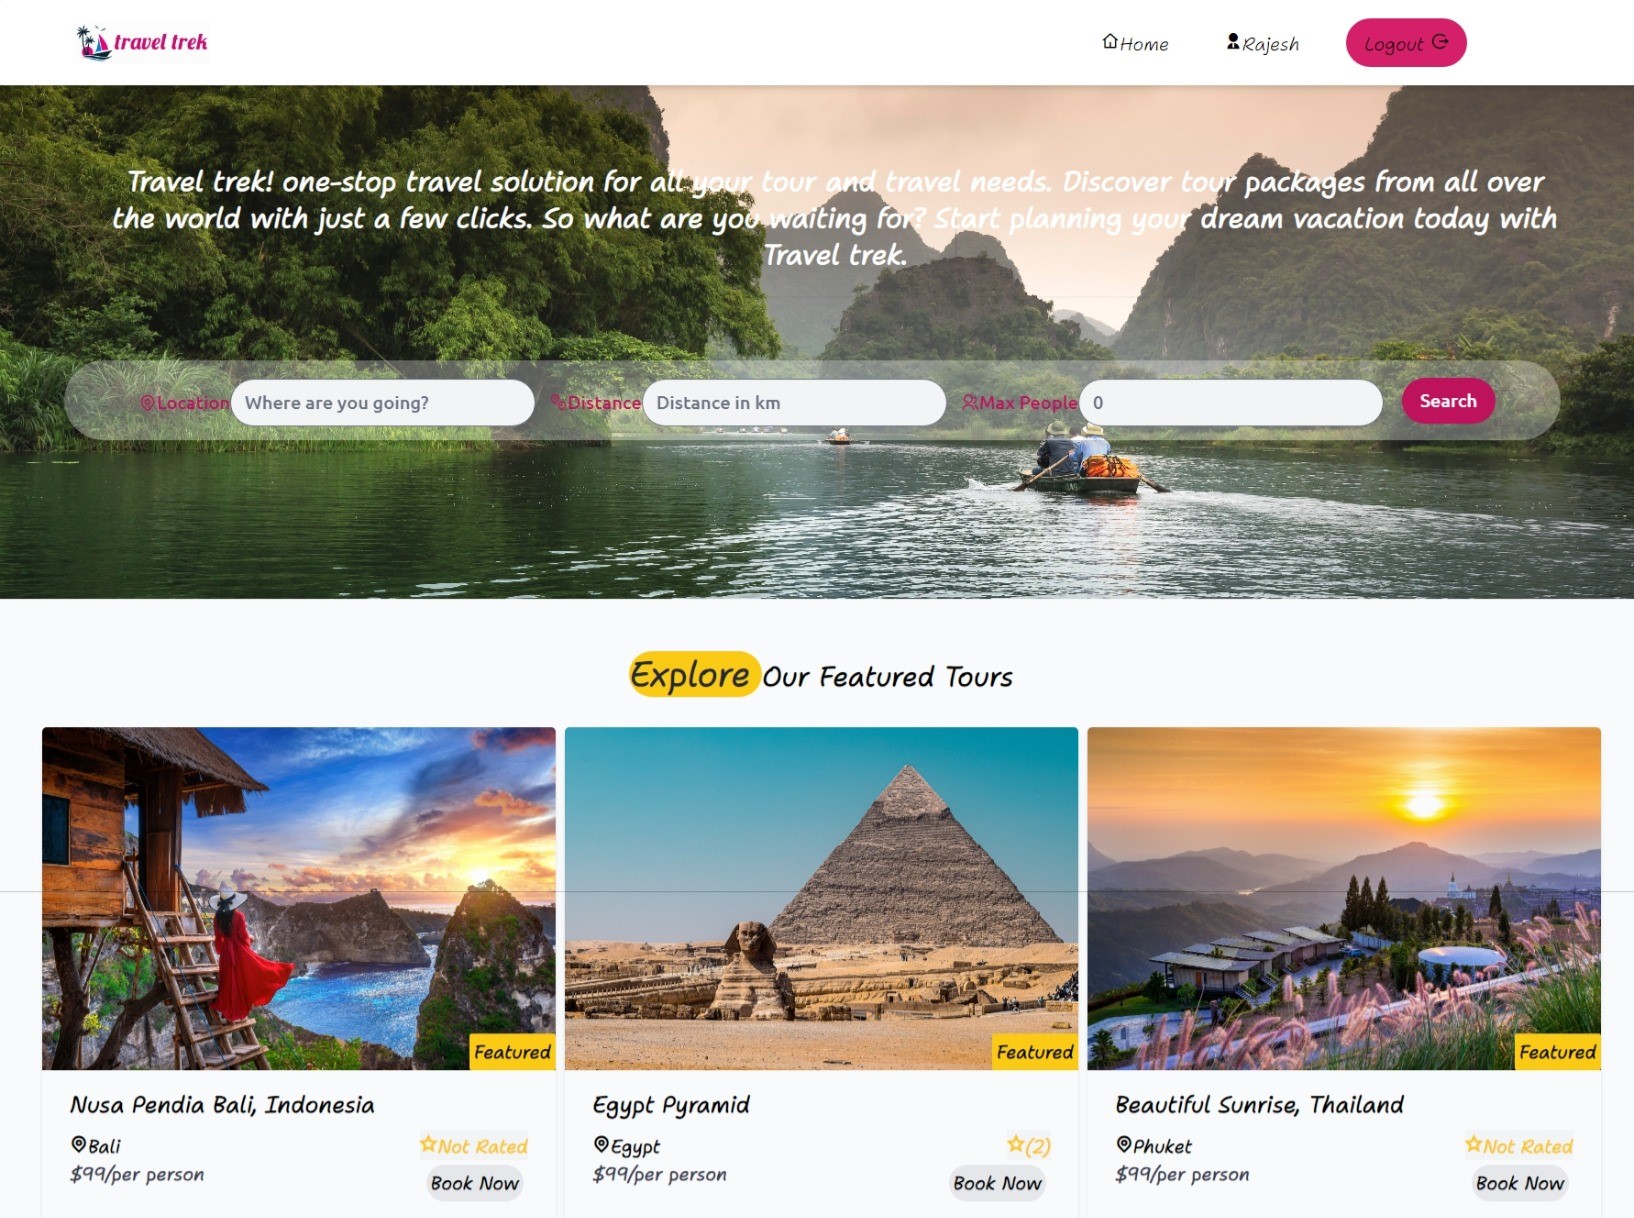 travel trek
Home
Rajesh
Logout
Travel trek! one-stop travel solution for all your tour and travel needs. Discover tour packages from all over
the world with just a few clicks. So what are you waiting for? Start planning your dream vacation today with
Travel trek.
Location
Where are you going?
Distance
Distance in km
Max People
0
Search
Explore Our Featured Tours
Featured
Featured
Featured
Nusa Pendia Bali, Indonesia
Bali
Not Rated
$99/per person
Book Now
Egypt Pyramid
Egypt
(2)
$99/per person
Book Now
Beautiful Sunrise, Thailand
Phuket
Not Rated
$99/per person
Book Now